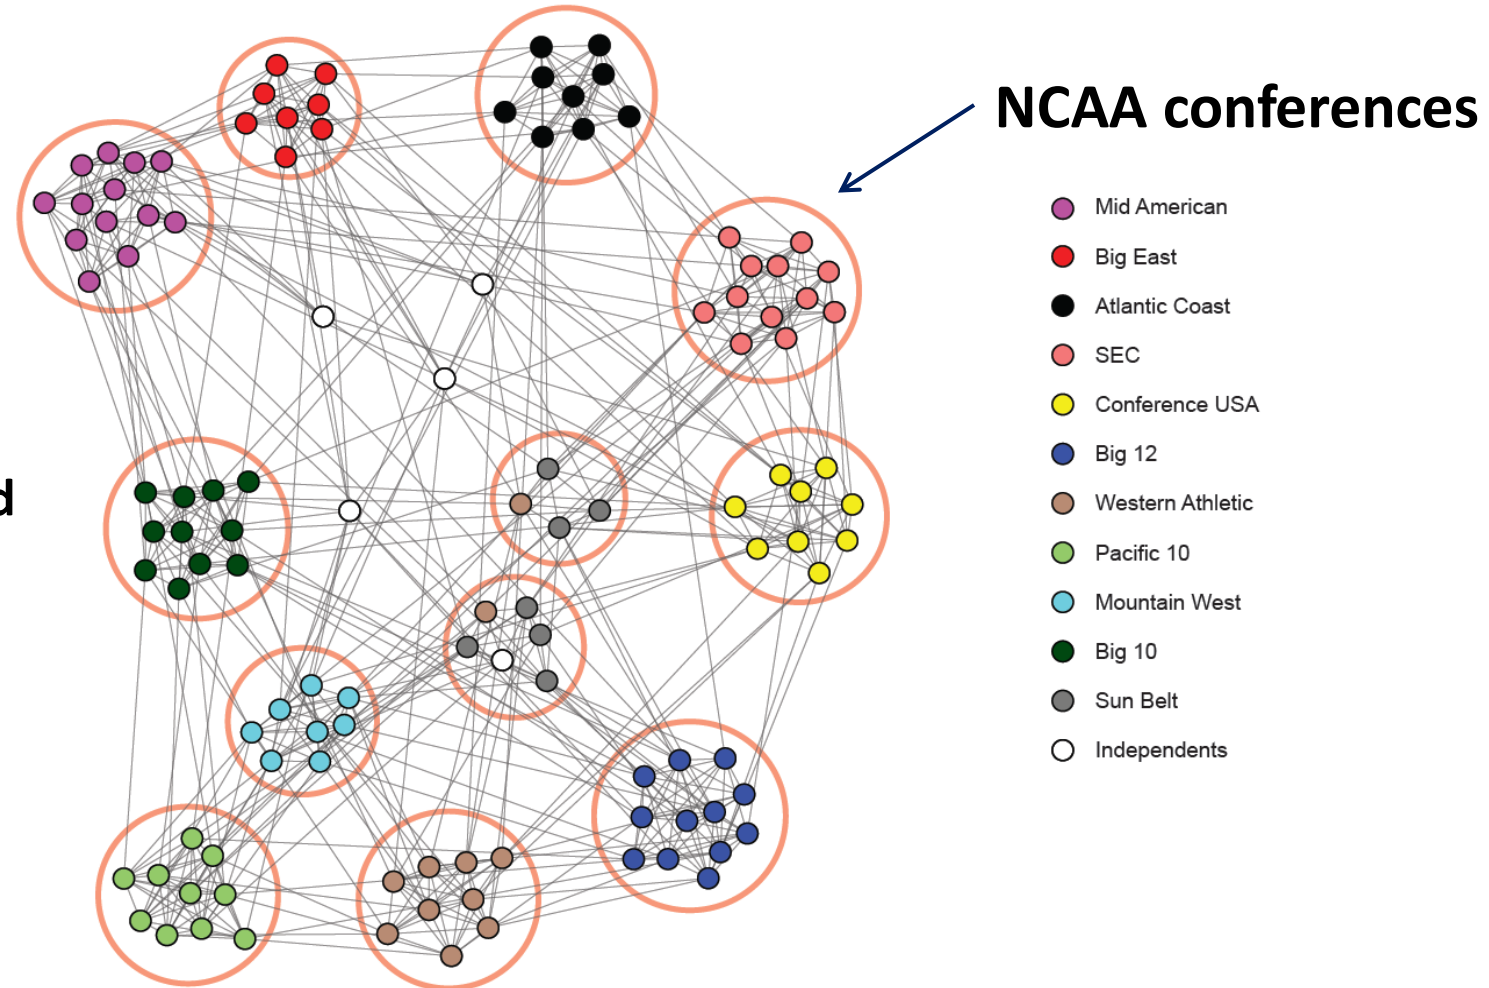 NCAA conferences
Mid American
Big East
Atlantic Coast
SEC
Conference USA
Big 12
Western Athletic
Pacific 10
Mountain West
Big 10
Sun Belt
Independents
d